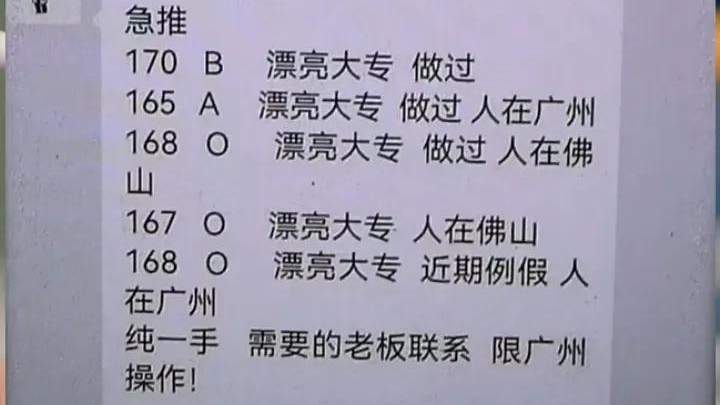 急推
170 B 漂亮大专 做过
165 A 漂亮大专 做过 人在广州
168 O 漂亮大专 做过 人在佛
山
167 O 漂亮大专 人在佛山
168 O 漂亮大专 近期例假 人
在广州
纯一手 需要的老板联系 限广州
操作！